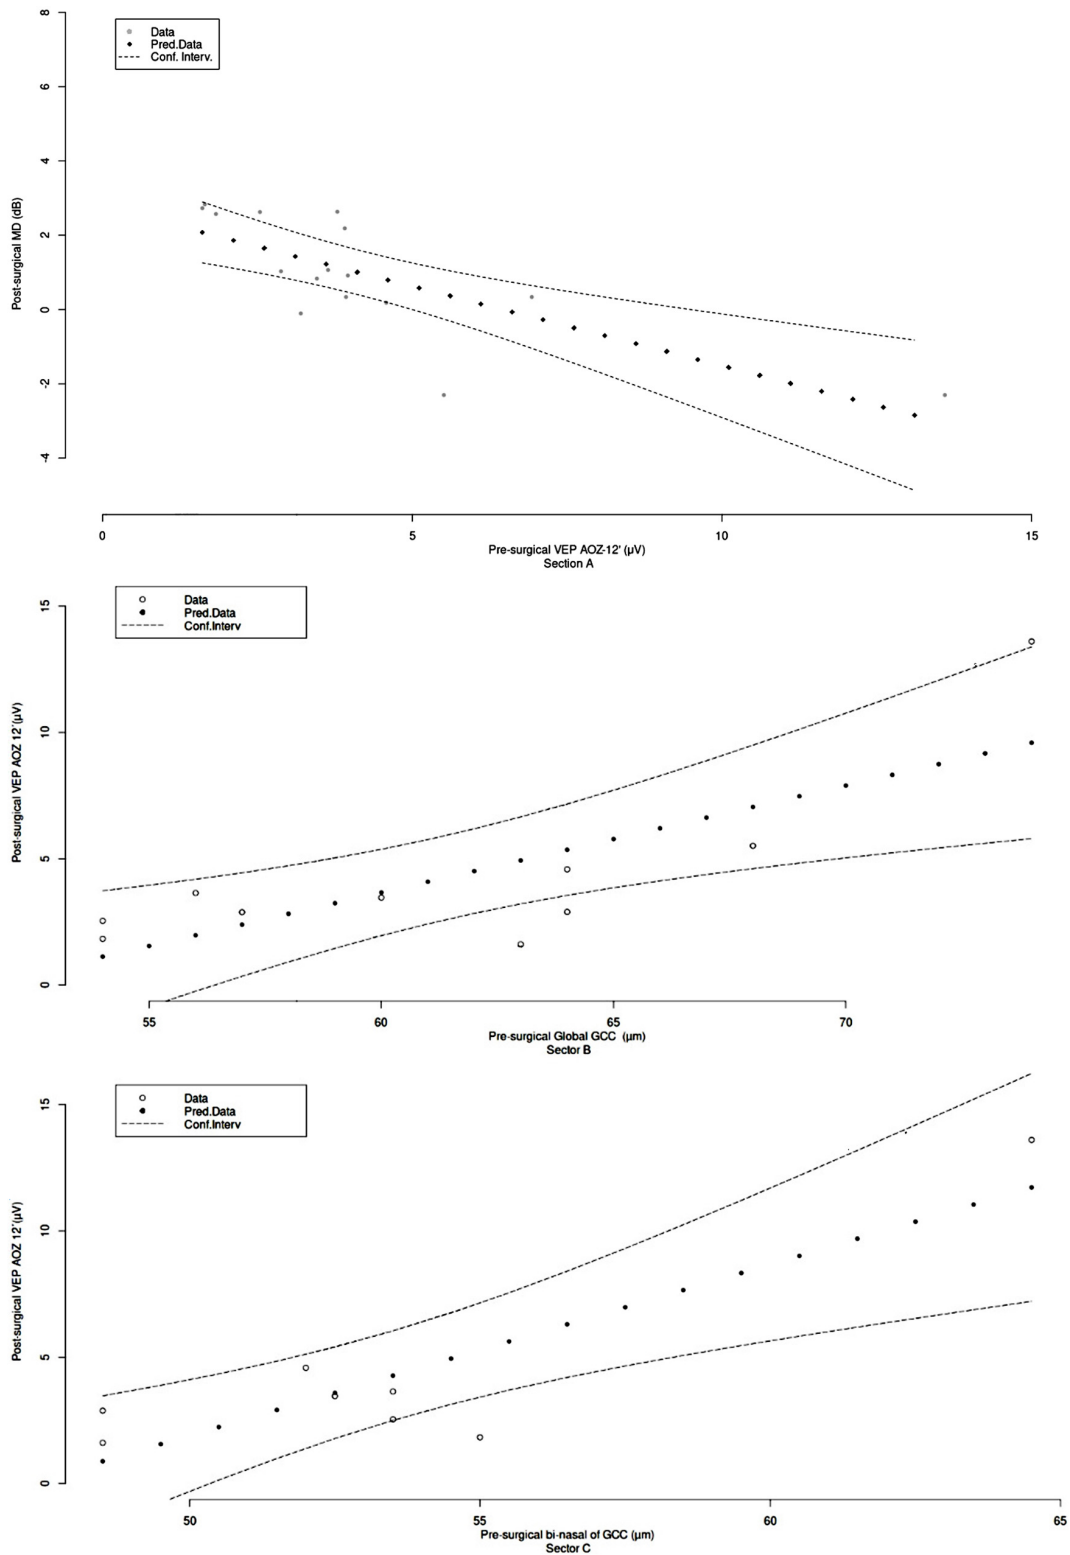 8
Data
Pred.Data
Conf. Interv.
6
4
2
0
-2
-4
Post-surgical MD (dB)
0 5 10 15
Pre-surgical VEP AOZ-12' (µV)
Section A
Data
Pred.Data
Conf.Interv
15
10
5
0
Post-surgical VEP AOZ 12'(µV)
55 60 65 70
Pre-surgical Global GCC (µm)
Sector B
Data
Pred.Data
Conf.Interv
15
10
5
0
Post-surgical VEP AOZ 12'(µV)
50 55 60 65
Pre-surgical bi-nasal of GCC (µm)
Sector C